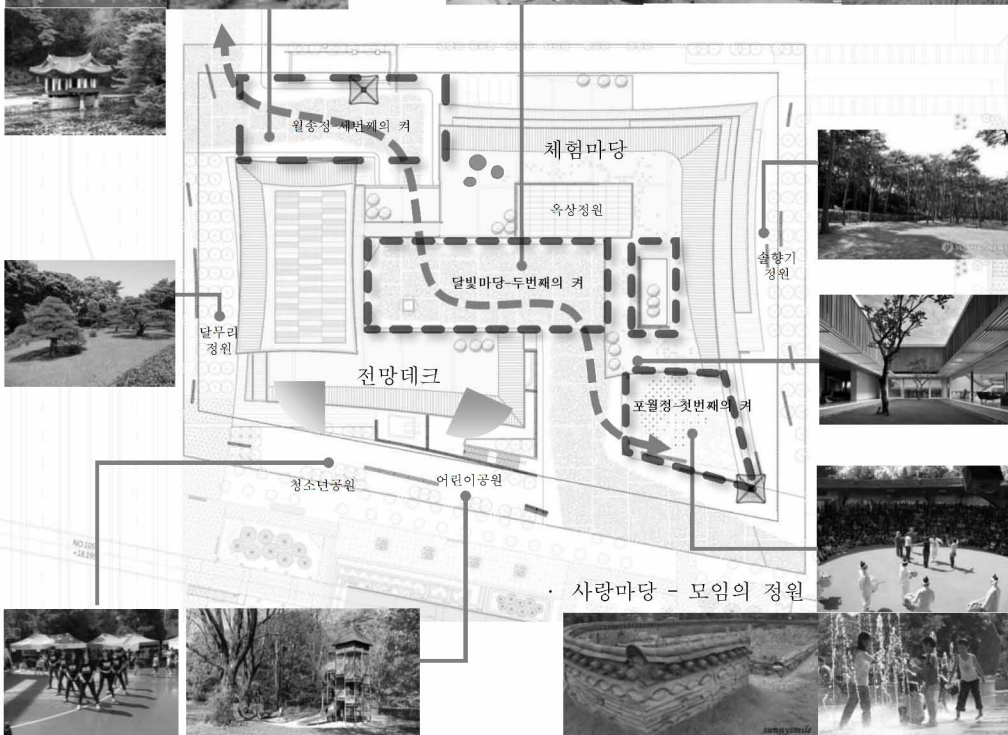 월송정-세번째의 켜
체험마당
옥상정원
솔향기
정원
달빛마당-두번째의 켜
달무리
정원
전망데크
포월정-첫번째의 켜
청소년공원
어린이공원
· 사랑마당 - 모임의 정원
sunnysmile